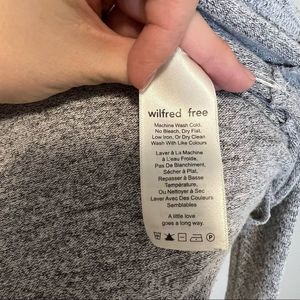 wilfred free
Machine Wash Cold,
No Bleach, Dry Flat,
Low Iron, Or Dry Clean
Wash With Like Colours
Laver À La Machine
à L'eau Froide,
Pas De Blanchiment,
Sécher à Plat,
Repasser à Basse
Température,
Ou Nettoyer à Sec
Laver Avec Des Couleurs
Semblables
A little love
goes a long way.
P